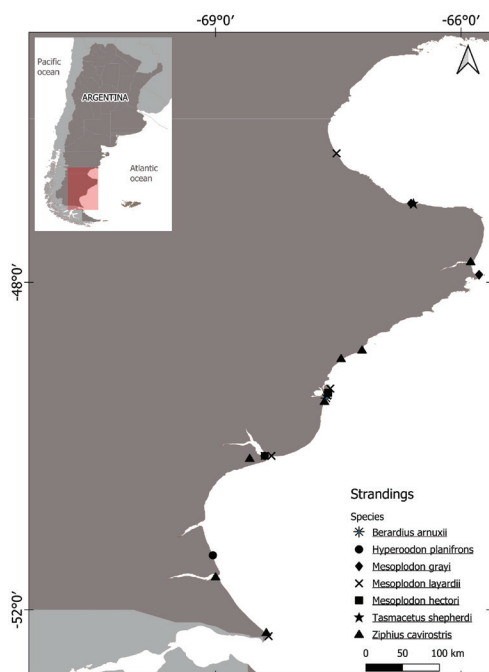 -69°0'
-66°0'
Pacific
ocean
ARGENTINA
Atlantic
ocean
-48°0'
-52°0'
Strandings
Species
Berardius arnuxii
Hyperoodon planifrons
Mesoplodon grayi
Mesoplodon layardii
Mesoplodon hectori
Tasmacetus shepherdi
Ziphius cavirostris
0 50 100 km